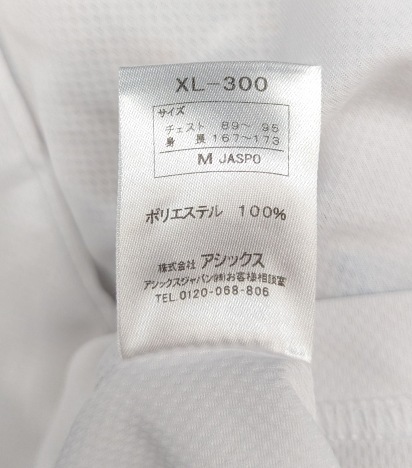 XL-300
サイズ
チェスト 89~ 95
身 長 167~173
M JASPO
ポリエステル 100%
株式会社 アシックス
アシックスジャパン(株)お客様相談室
TEL.0120-068-806